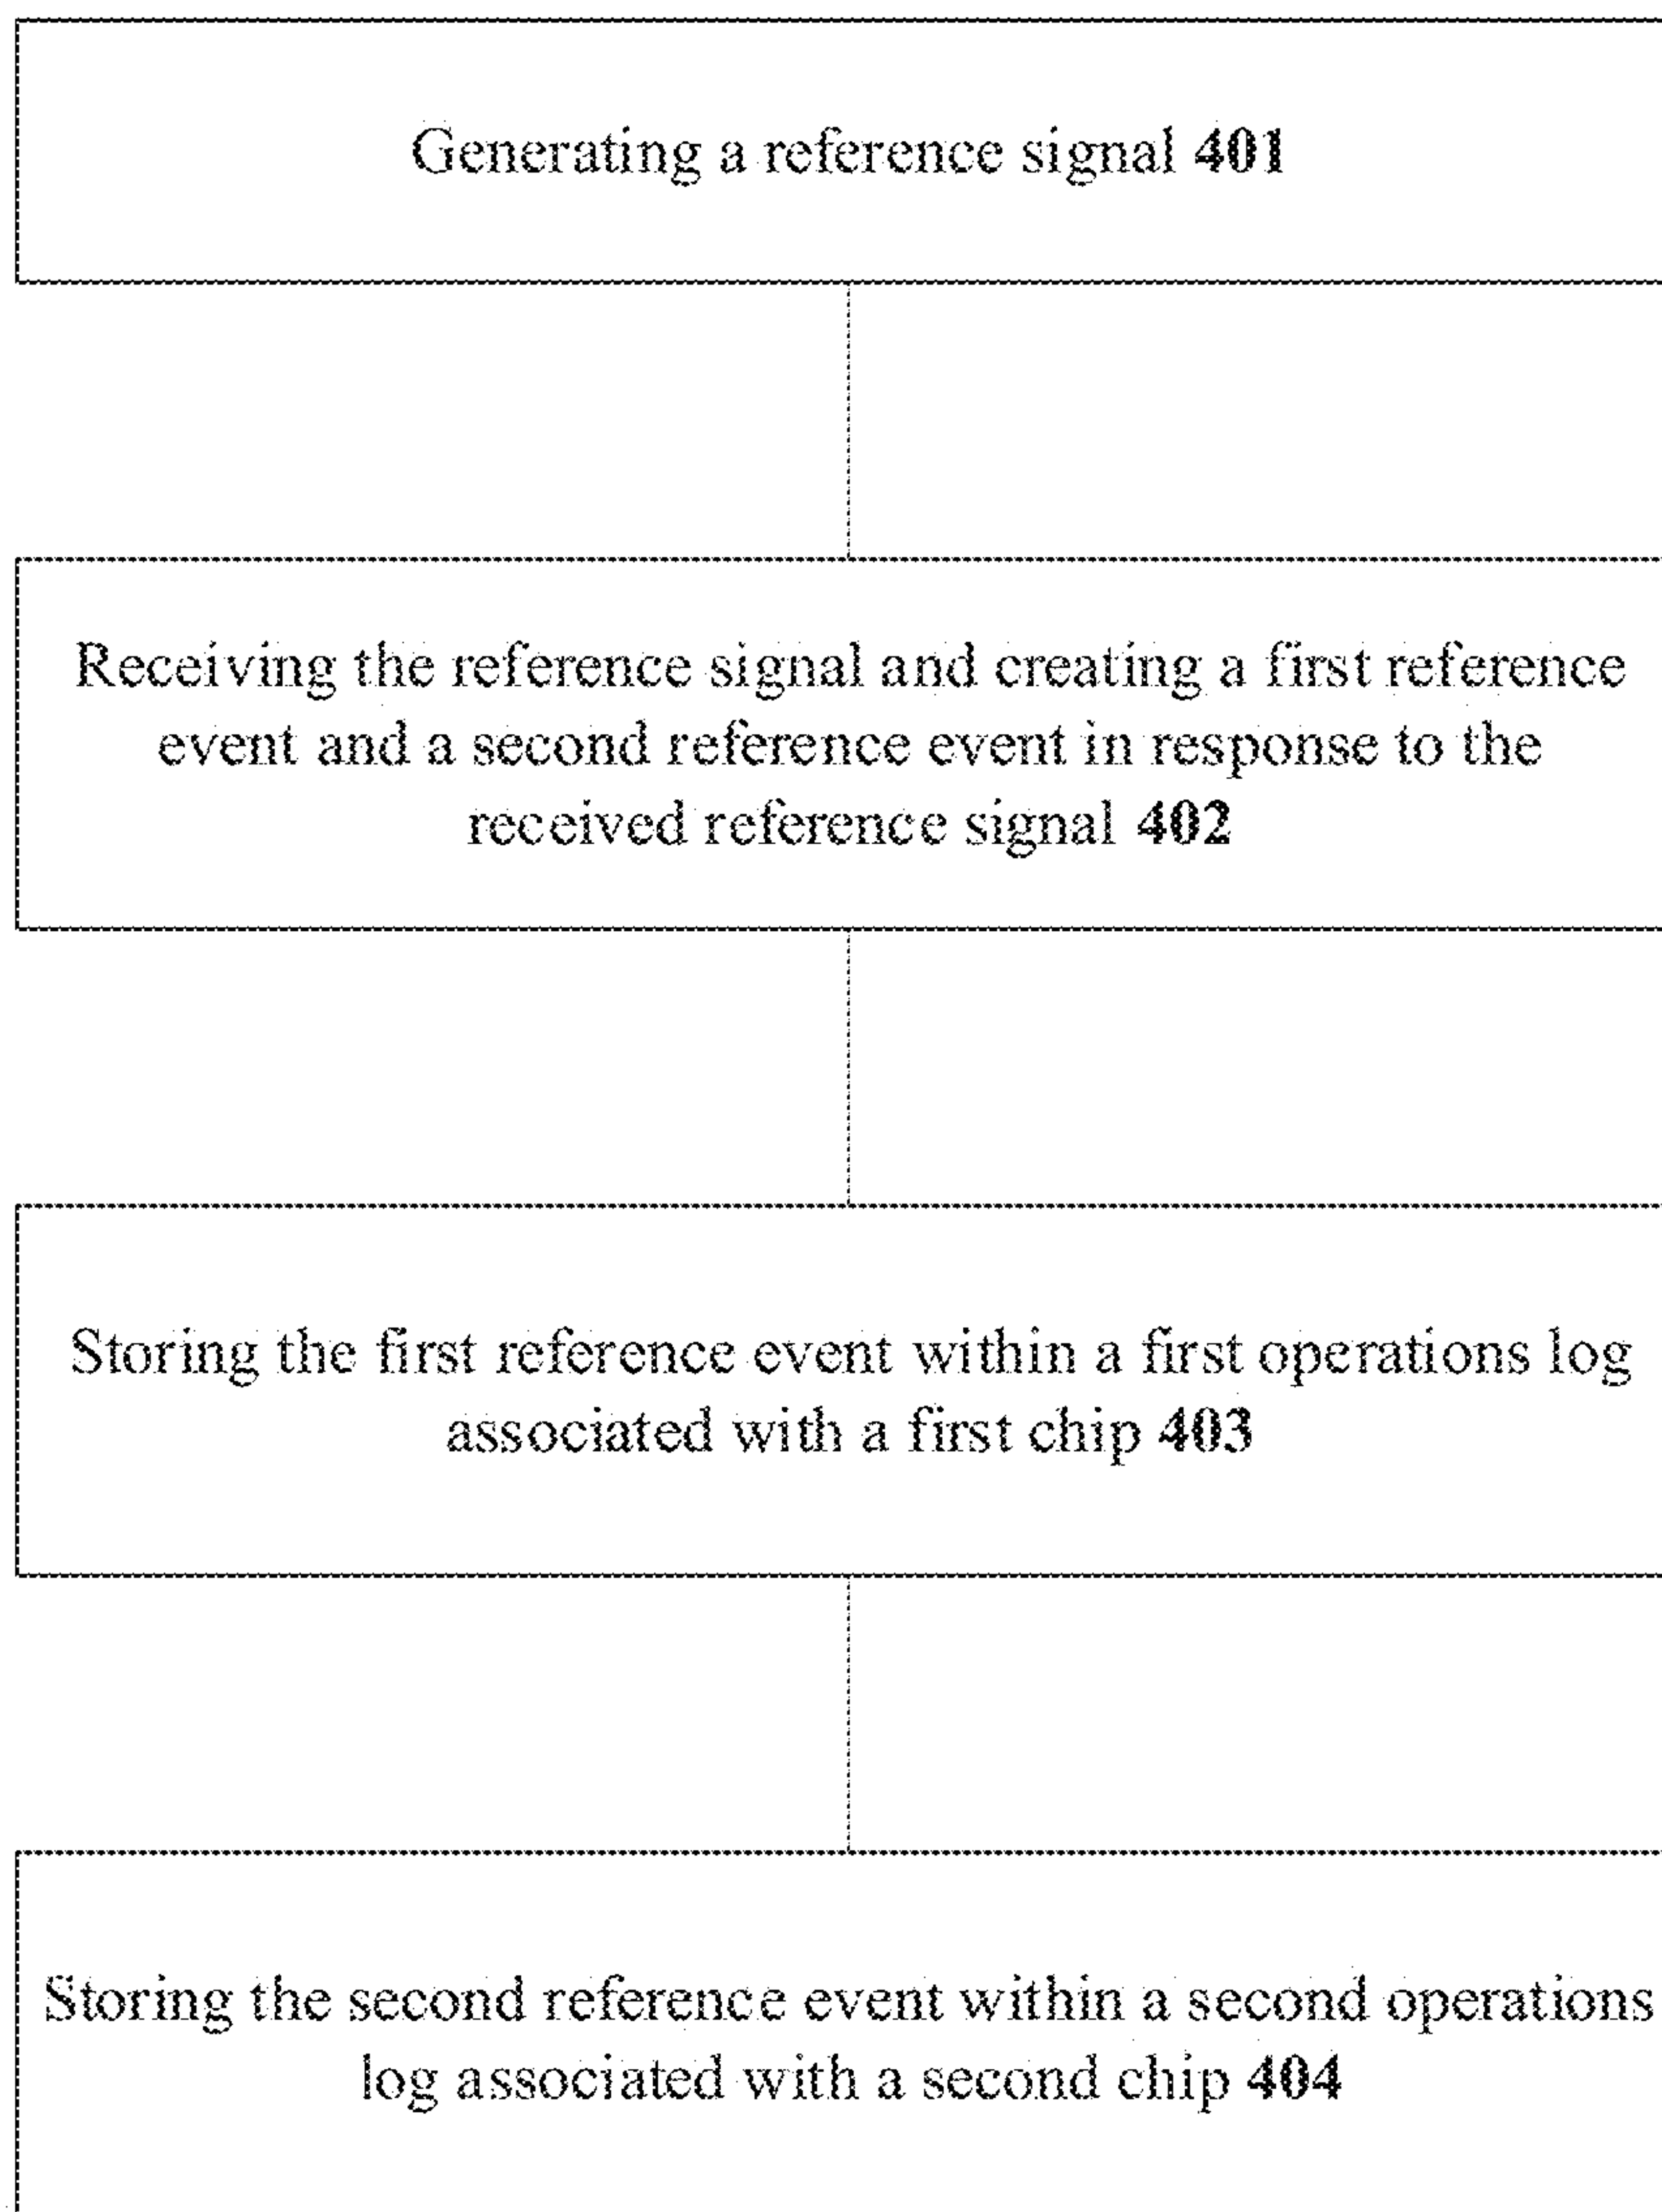 Generating a reference signal 401
Receiving the reference signal and creating a first reference
event and a second reference event in response to the
received reference signal 402
Storing the first reference event within a first operations log
associated with a first chip 403
Storing the second reference event within a second operations
log associated with a second chip 404